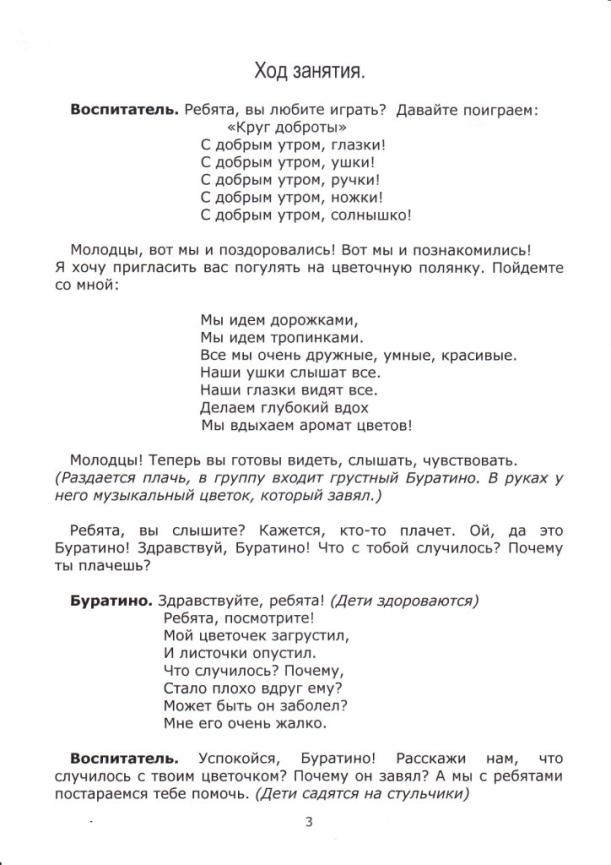 Ход занятия.
Воспитатель. Ребята, вы любите играть? Давайте поиграем:
«Круг доброты»
С добрым утром, глазки!
С добрым утром, ушки!
С добрым утром, ручки!
С добрым утром, ножки!
С добрым утром, солнышко!
Молодцы, вот мы и поздоровались! Вот мы и познакомились!
Я хочу пригласить вас погулять на цветочную полянку. Пойдемте
со мной:
Мы идем дорожками,
Мы идем тропинками.
Все мы очень дружные, умные, красивые.
Наши ушки слышат все.
Наши глазки видят все.
Делаем глубокий вдох
Мы вдыхаем аромат цветов!
Молодцы! Теперь вы готовы видеть, слышать, чувствовать.
(Раздается плачь, в группу входит грустный Буратино. В руках у
него музыкальный цветок, который завял.)
Ребята, вы слышите? Кажется, кто-то плачет. Ой, да это
Буратино! Здравствуй, Буратино! Что с тобой случилось? Почему
ты плачешь?
Буратино. Здравствуйте, ребята! (Дети здороваются)
Ребята, посмотрите!
Мой цветочек загрустил,
И листочки опустил.
Что случилось? Почему,
Стало плохо вдруг ему?
Может быть он заболел?
Мне его очень жалко.
Воспитатель. Успокойся, Буратино! Расскажи нам, что
случилось с твоим цветочком? Почему он завял? А мы с ребятами
постараемся тебе помочь. (Дети садятся на стульчики)
3